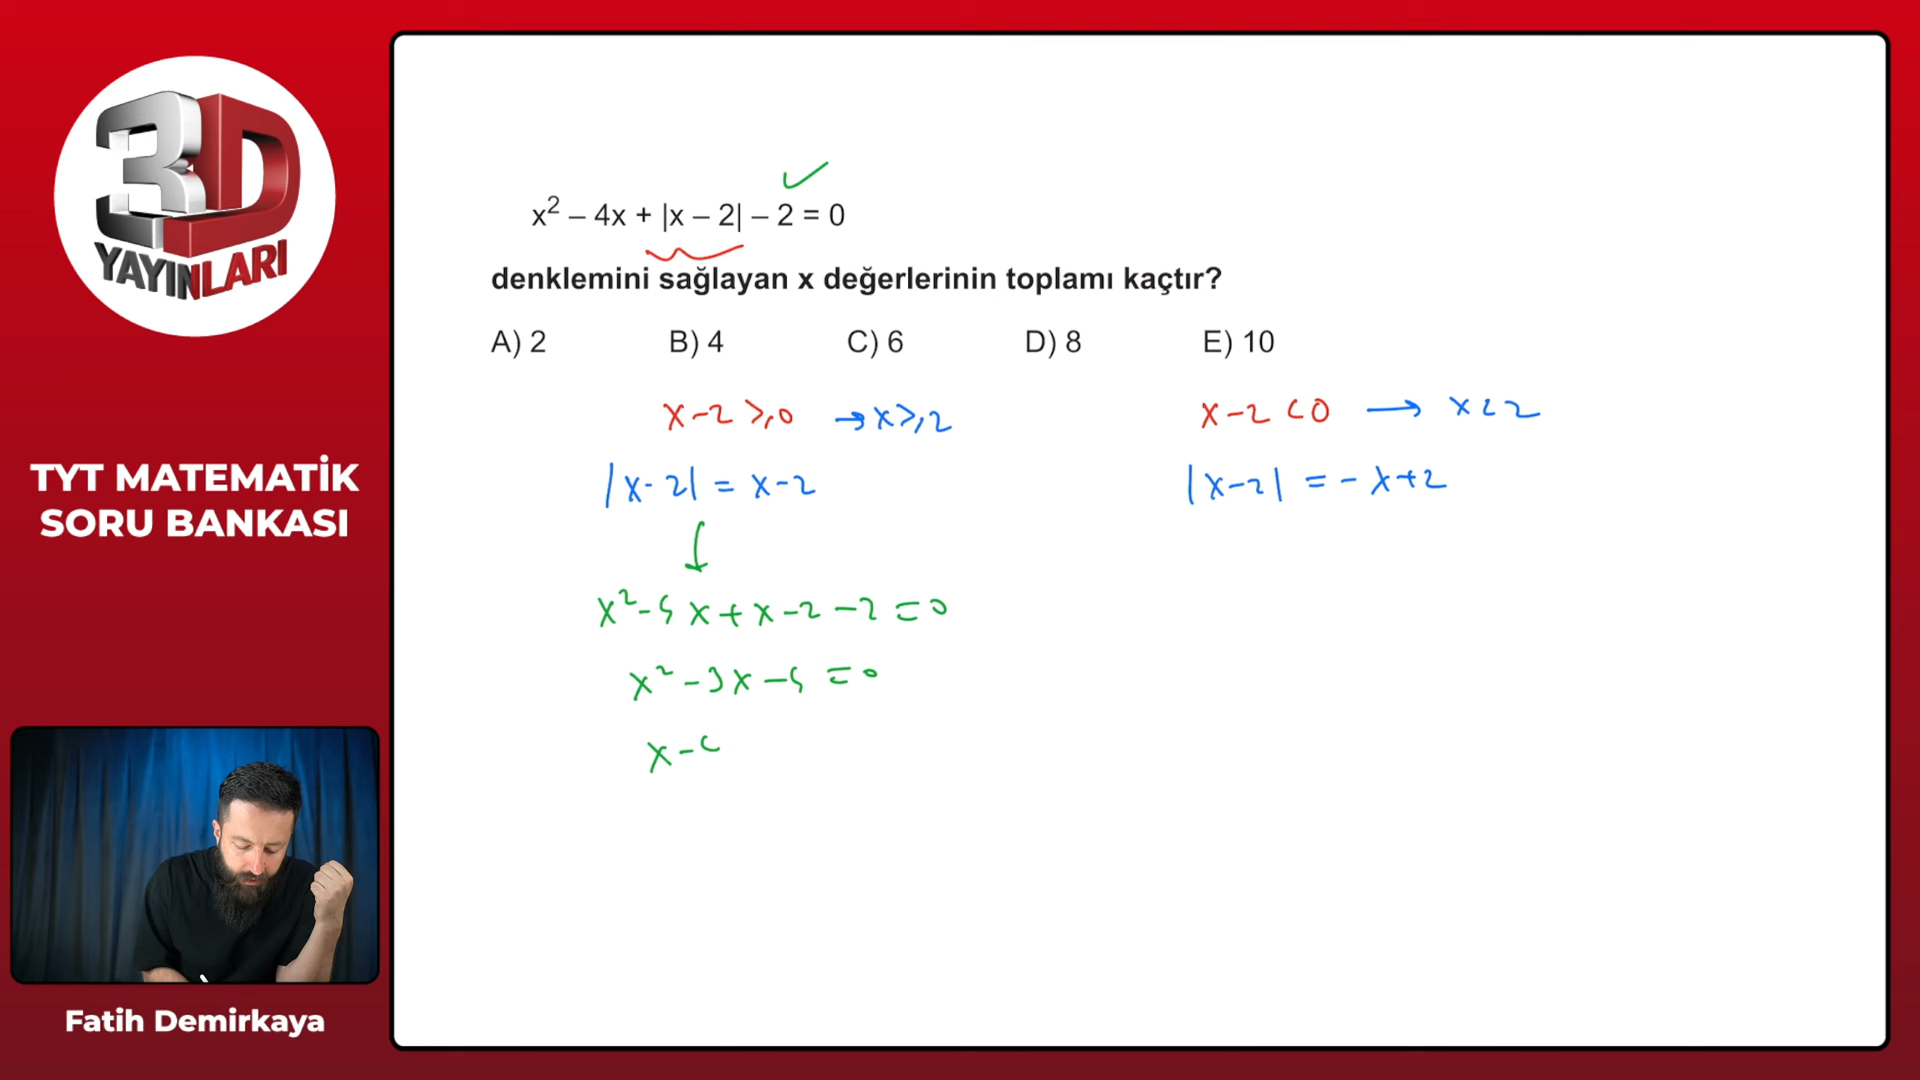 3D
YAYINLARI
TYT MATEMATİK
SORU BANKASI
Fatih Demirkaya
x² – 4x + |x – 2| – 2 = 0
denklemini sağlayan x değerlerinin toplamı kaçtır?
A) 2 B) 4 C) 6 D) 8 E) 10
x-2 ≥ 0 → x ≥ 2
|x-2| = x-2
x² - 4x + x - 2 - 2 = 0
x² - 3x - 4 = 0
x -
x-2 < 0 → x < 2
|x-2| = -x+2